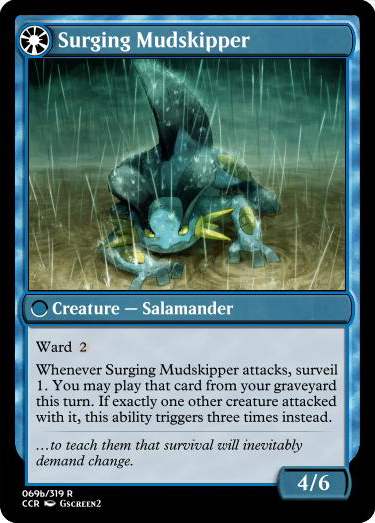 Surging Mudskipper
Creature — Salamander
Ward 2
Whenever Surging Mudskipper attacks, surveil
1. You may play that card from your graveyard
this turn. If exactly one other creature attacked
with it, this ability triggers three times instead.
…to teach them that survival will inevitably
demand change.
4/6
069b/319 R
CCR Gscreen2